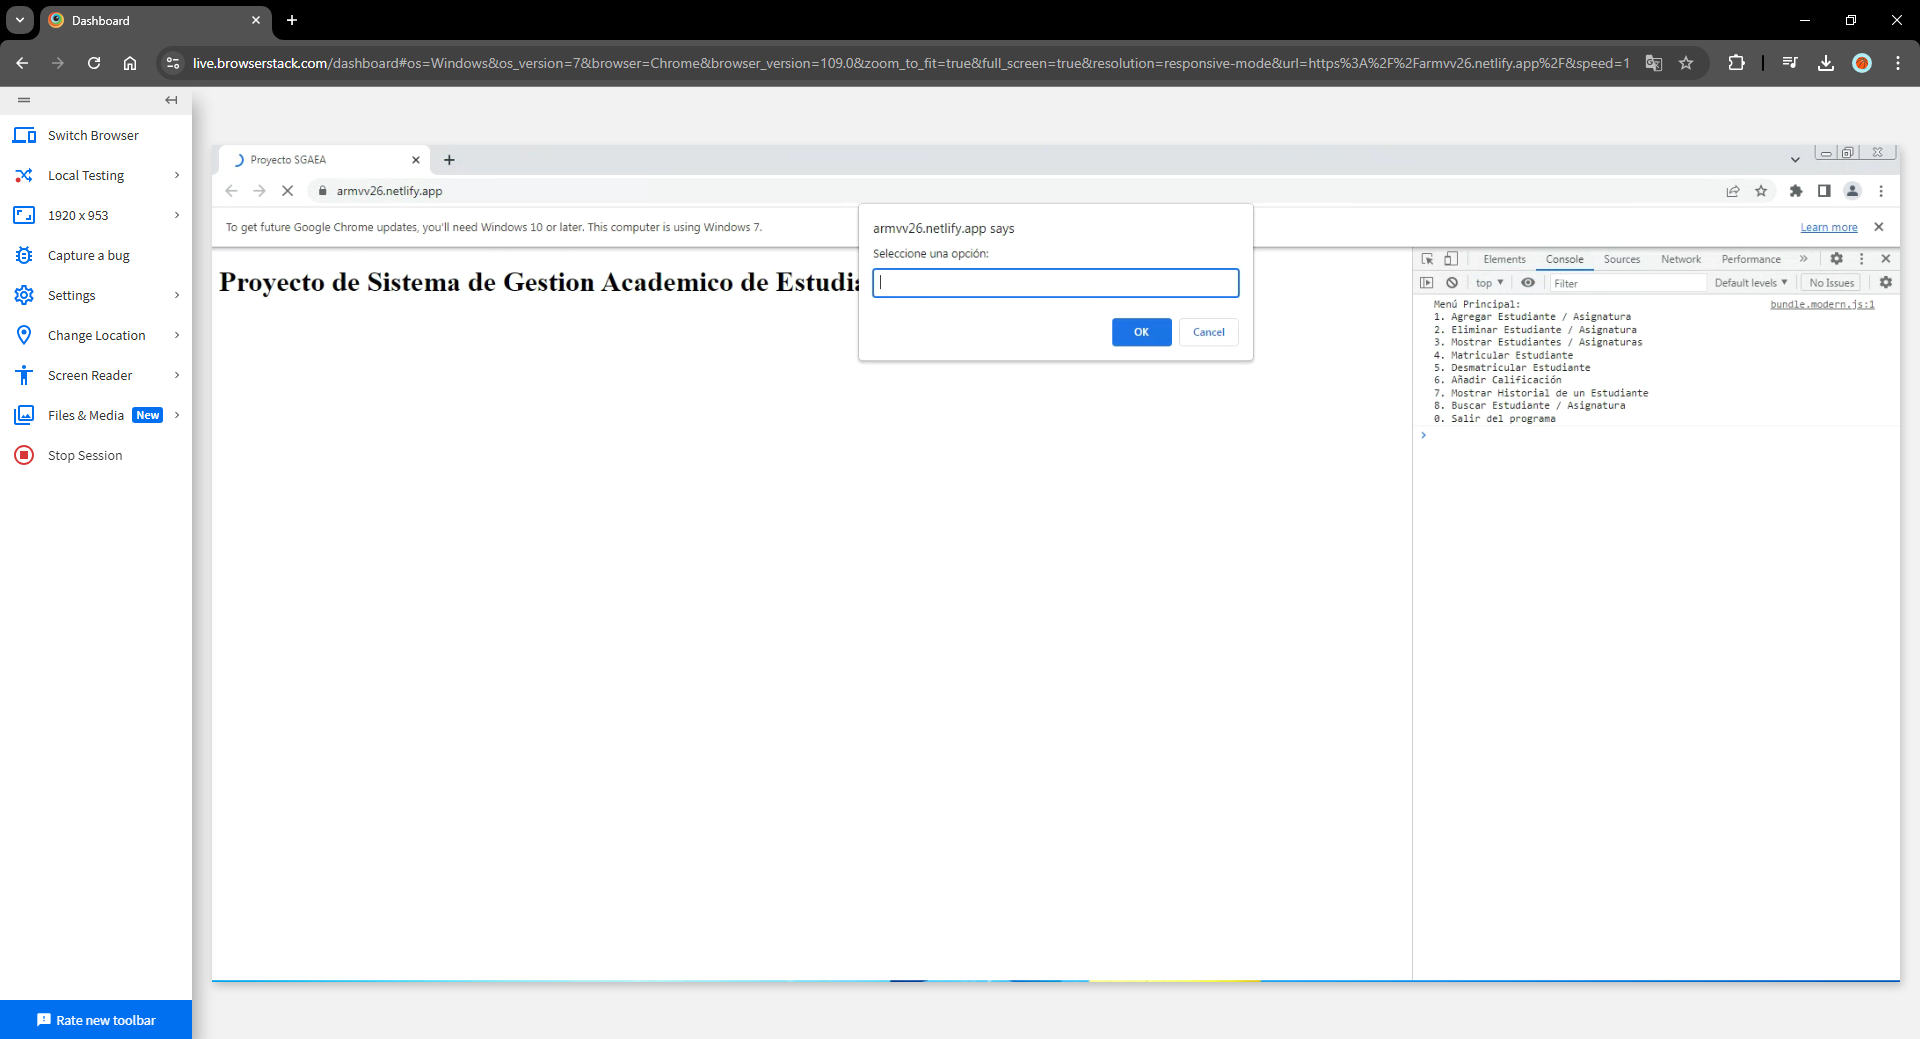 Dashboard
live.browserstack.com/dashboard#os=Windows&os_version=7&browser=Chrome&browser_version=109.0&zoom_to_fit=true&full_screen=true&resolution=responsive-mode&url=https%3A%2F%2Farmvv26.netlify.app%2F&speed=1
Switch Browser
Local Testing
1920 x 953
Capture a bug
Settings
Change Location
Screen Reader
Files & Media New
Stop Session
Rate new toolbar
Proyecto SGAEA
armvv26.netlify.app
To get future Google Chrome updates, you'll need Windows 10 or later. This computer is using Windows 7.
Learn more
armvv26.netlify.app says
Seleccione una opción:
OK
Cancel
Proyecto de Sistema de Gestion Academico de Estudia
Elements Console Sources Network Performance
top Filter Default levels No Issues
Menú Principal: bundle.modern.js:1
1. Agregar Estudiante / Asignatura
2. Eliminar Estudiante / Asignatura
3. Mostrar Estudiantes / Asignaturas
4. Matricular Estudiante
5. Desmatricular Estudiante
6. Añadir Calificación
7. Mostrar Historial de un Estudiante
8. Buscar Estudiante / Asignatura
0. Salir del programa